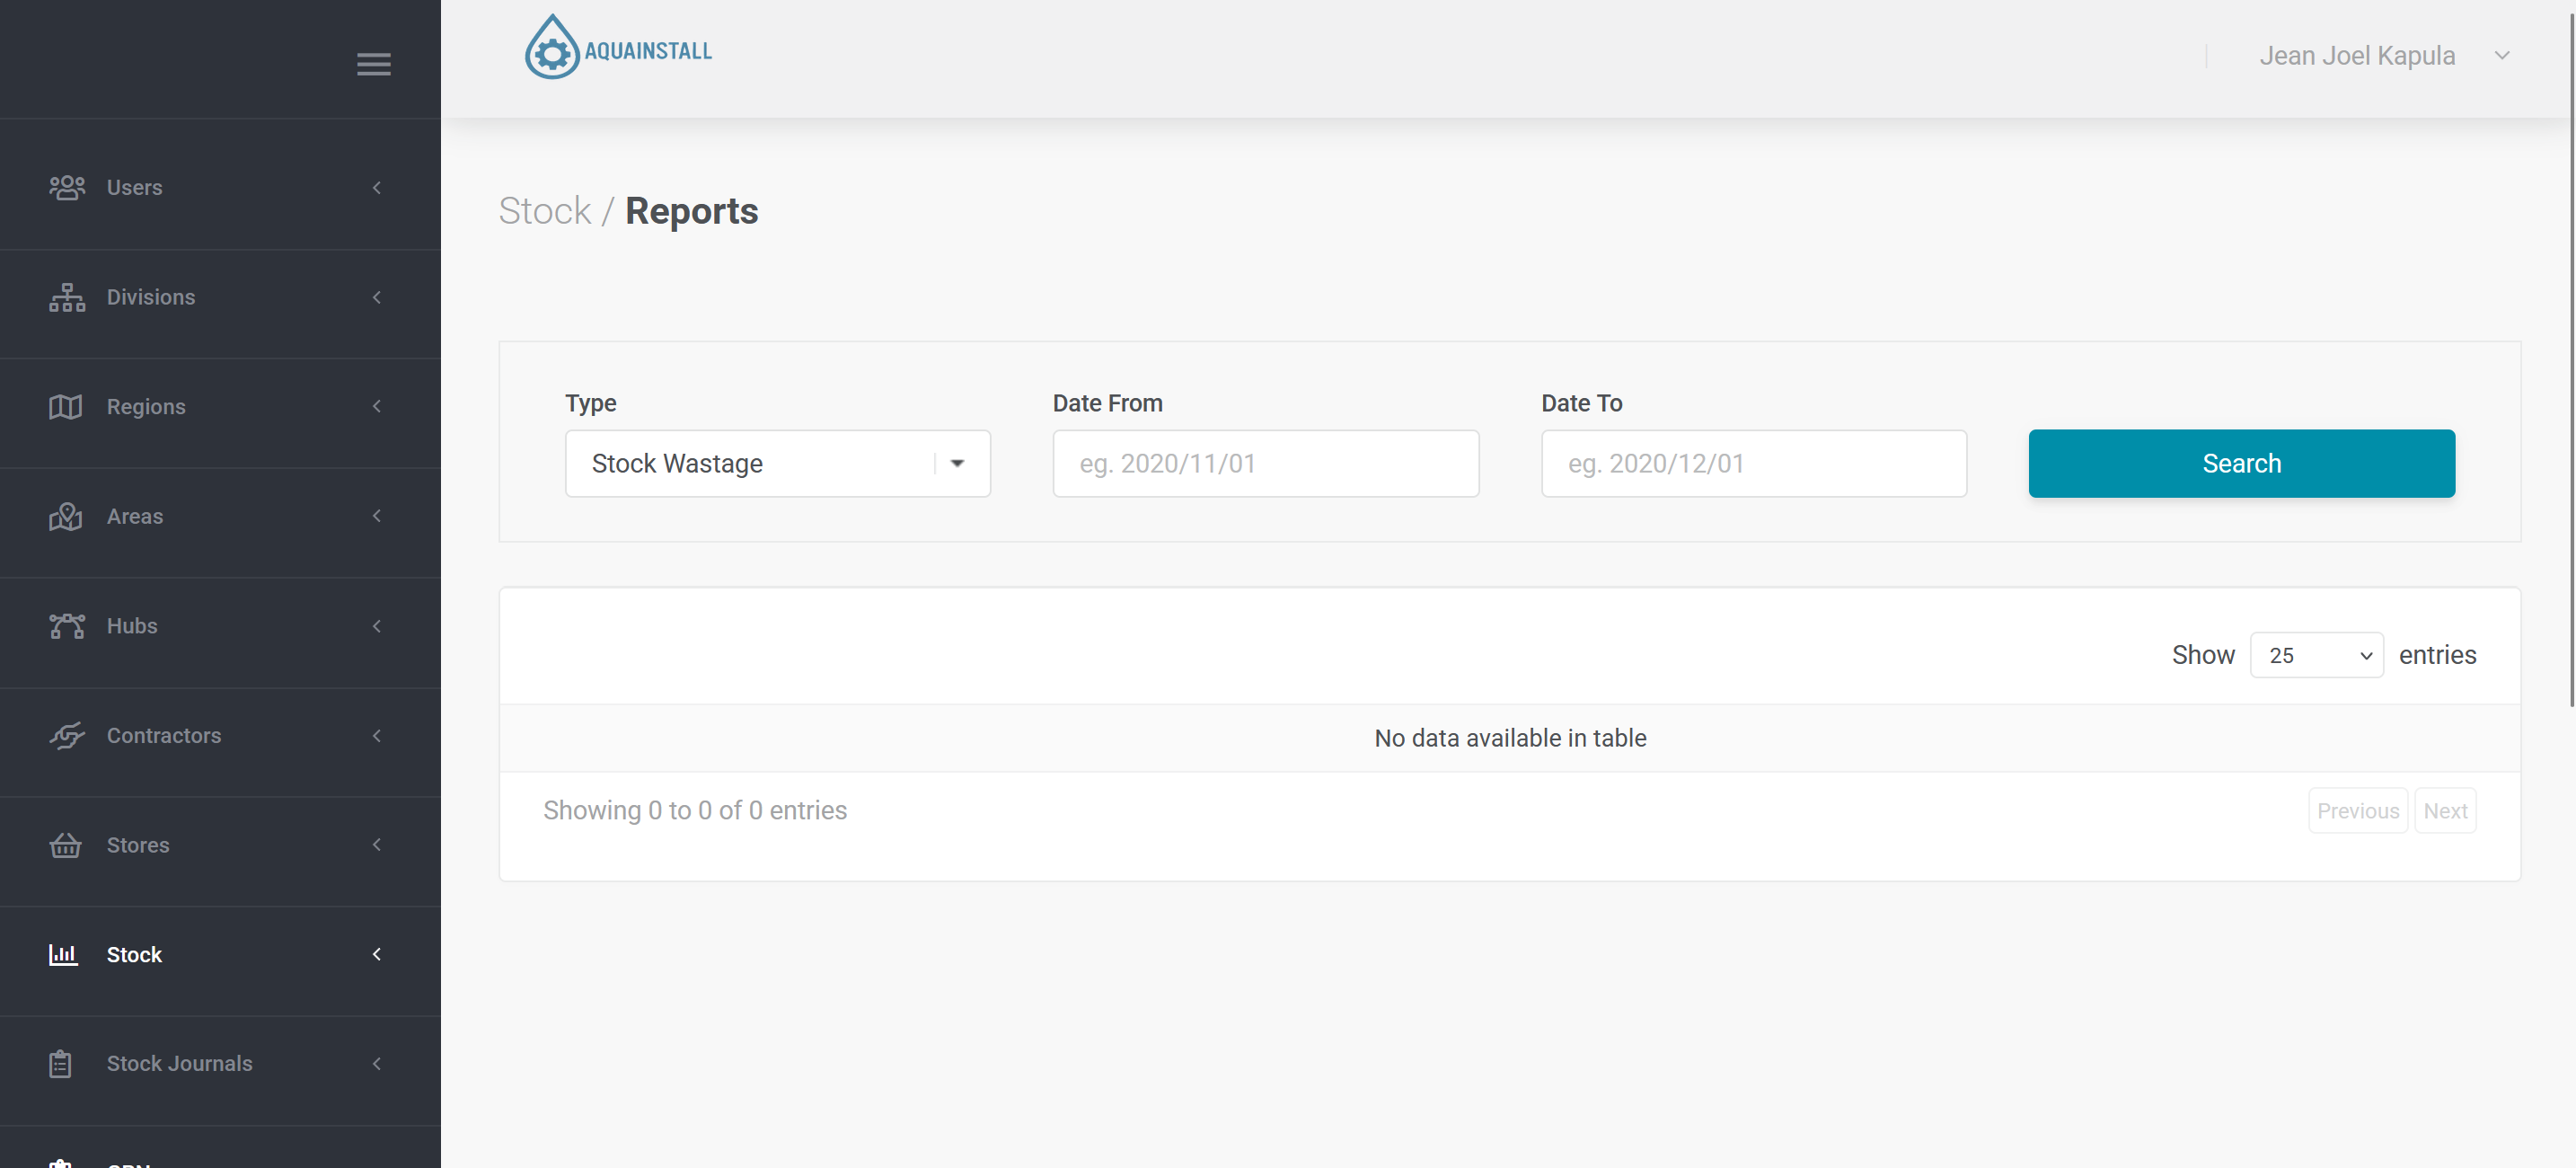 AQUAINSTALL
Jean Joel Kapula
Users
Divisions
Regions
Areas
Hubs
Contractors
Stores
Stock
Stock Journals
Stock / Reports
Type
Date From
Date To
Stock Wastage
eg. 2020/11/01
eg. 2020/12/01
Search
Show 25 entries
No data available in table
Showing 0 to 0 of 0 entries
Previous
Next